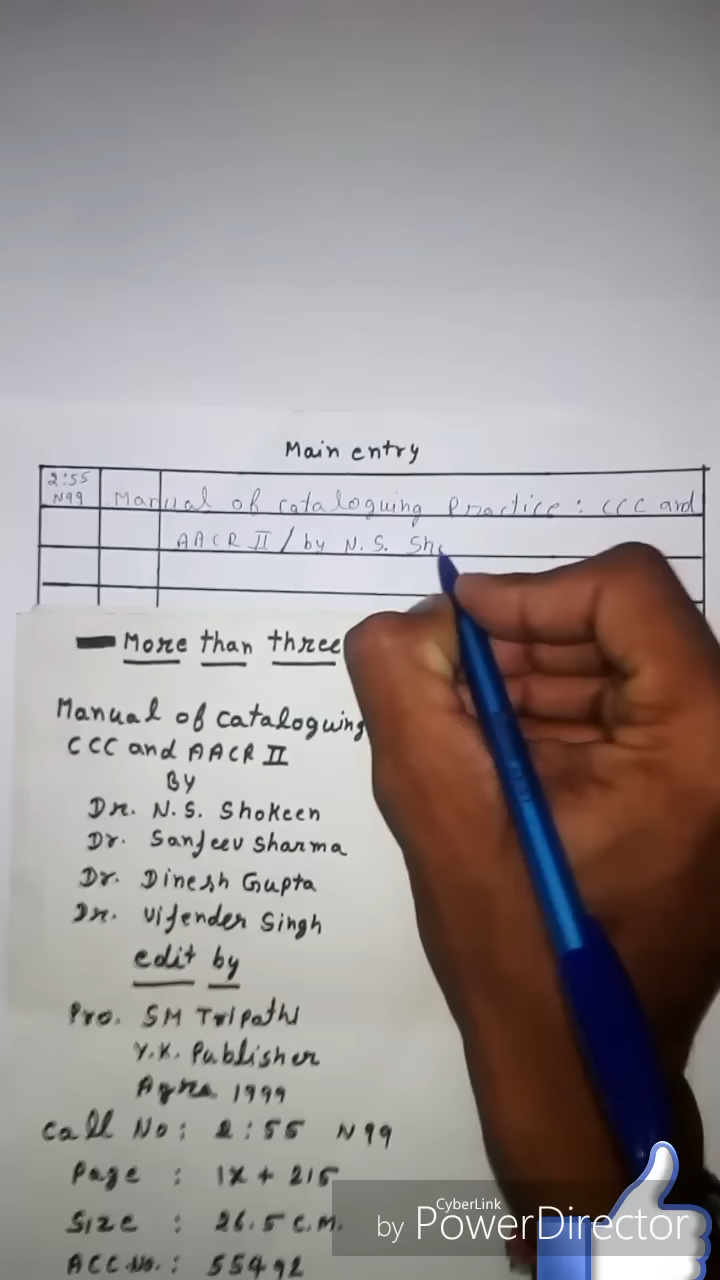 Main entry
2:55
N99
Manual of cataloguing Practice: CCC and
AACR II / by N. S. Sho
More than three
Manual of cataloguing
CCC and AACR II
By
Dr. N. S. Shokeen
Dr. Sanjeev Sharma
Dr. Dinesh Gupta
Dr. Vijender Singh
edit by
Pro. SM Tripathi
Y.K. Publisher
Agra 1999
Call No: 2:55 N99
Page : IX + 215
Size : 26.5 C.M.
ACC.No.: 55492
CyberLink
by PowerDirector